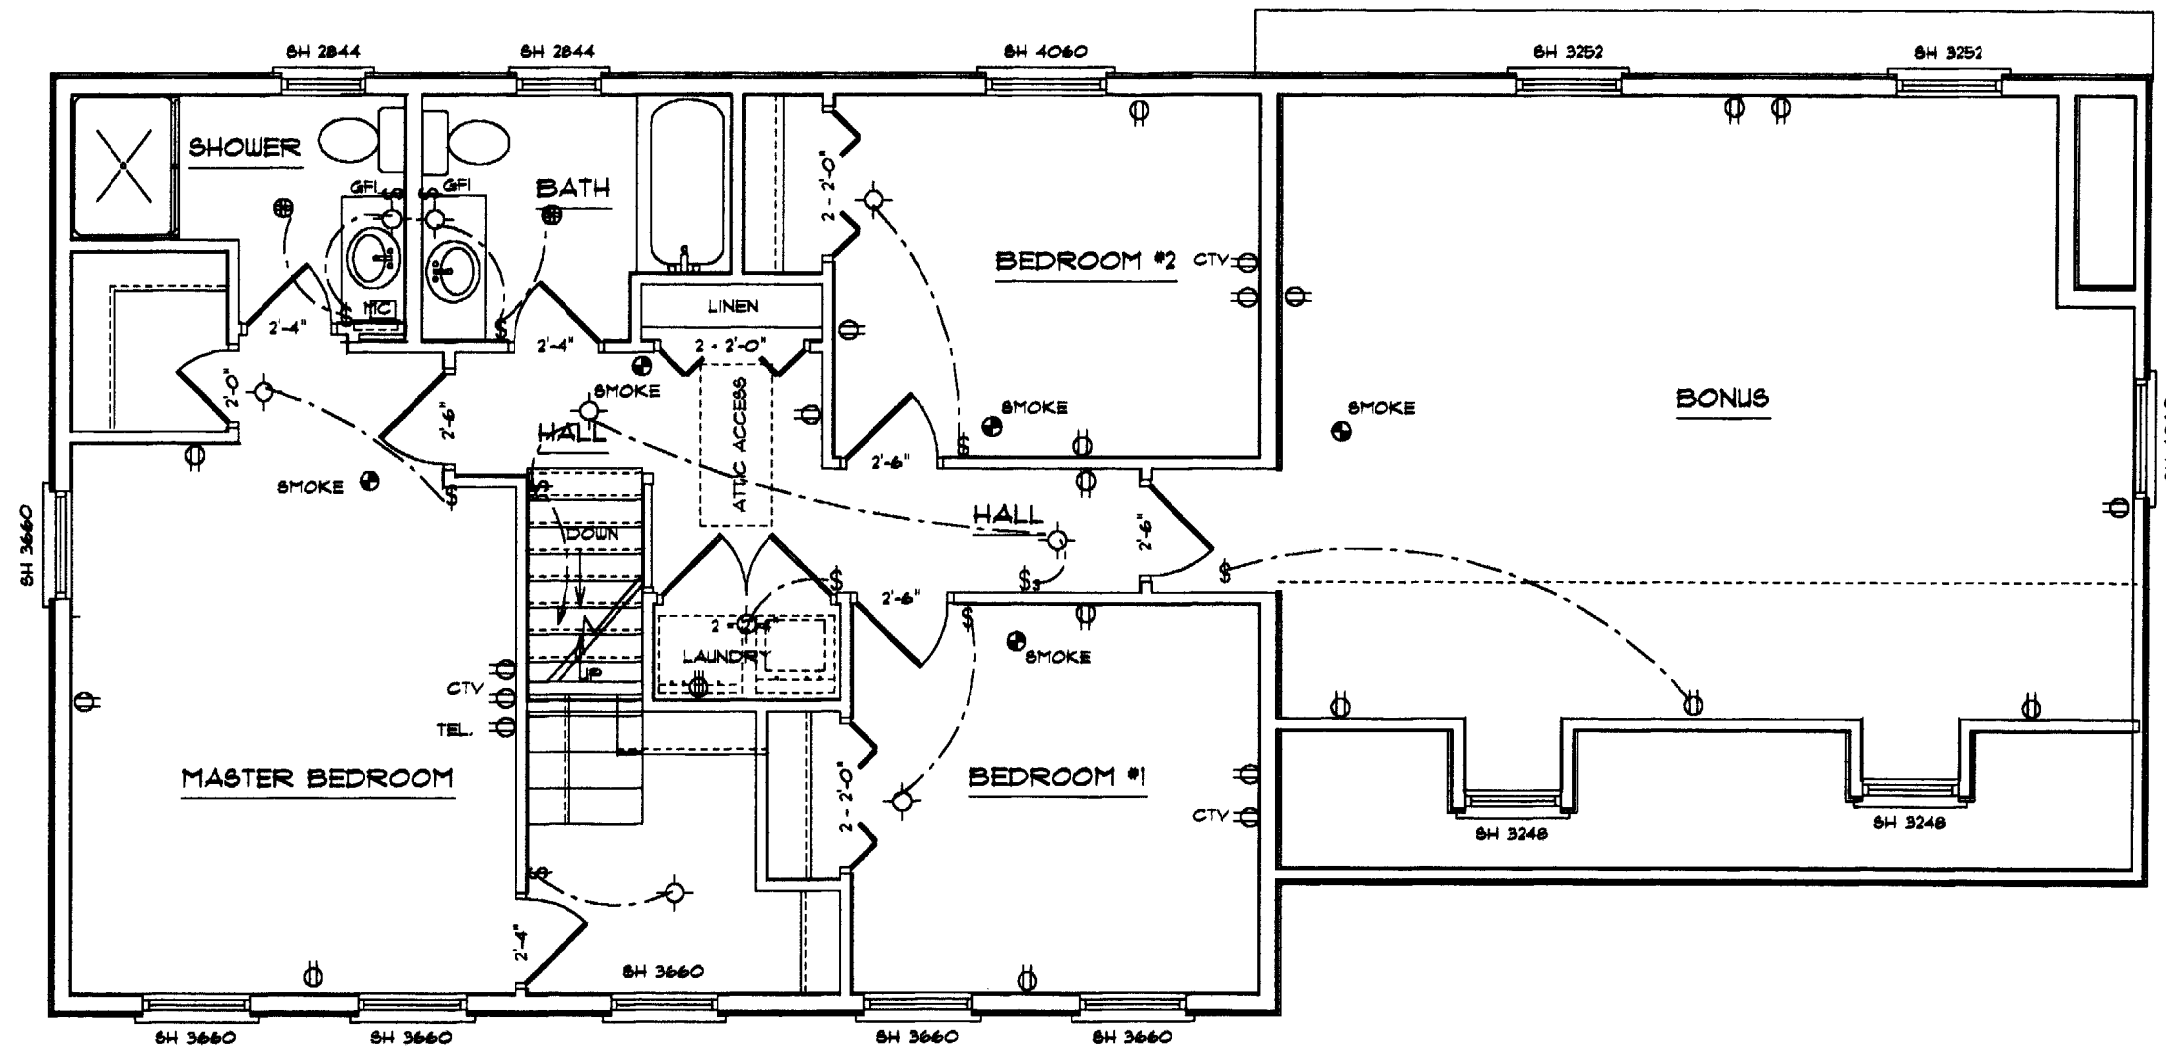 SH 2844
SH 2844
SH 4060
SH 3252
SH 3252
SHOWER
GFI
GFI
BATH
2 - 2'-0"
BEDROOM #2
CTV
LINEN
MC
2'-4"
2'-4"
2 - 2'-0"
2'-0"
2'-6"
SMOKE
HALL
ATTIC ACCESS
SMOKE
BONUS
SMOKE
2'-6"
SMOKE
$
$
$
$
$
HALL
2'-6"
SH 3660
DOWN
$
$3
$
2'-6"
$
2 - 2'-4"
LAUNDRY
SMOKE
UP
CTV
TEL.
MASTER BEDROOM
2 - 2'-0"
BEDROOM #1
CTV
SH 3248
SH 3248
$
2'-4"
SH 3660
SH 3660
SH 3660
SH 3660
SH 3660